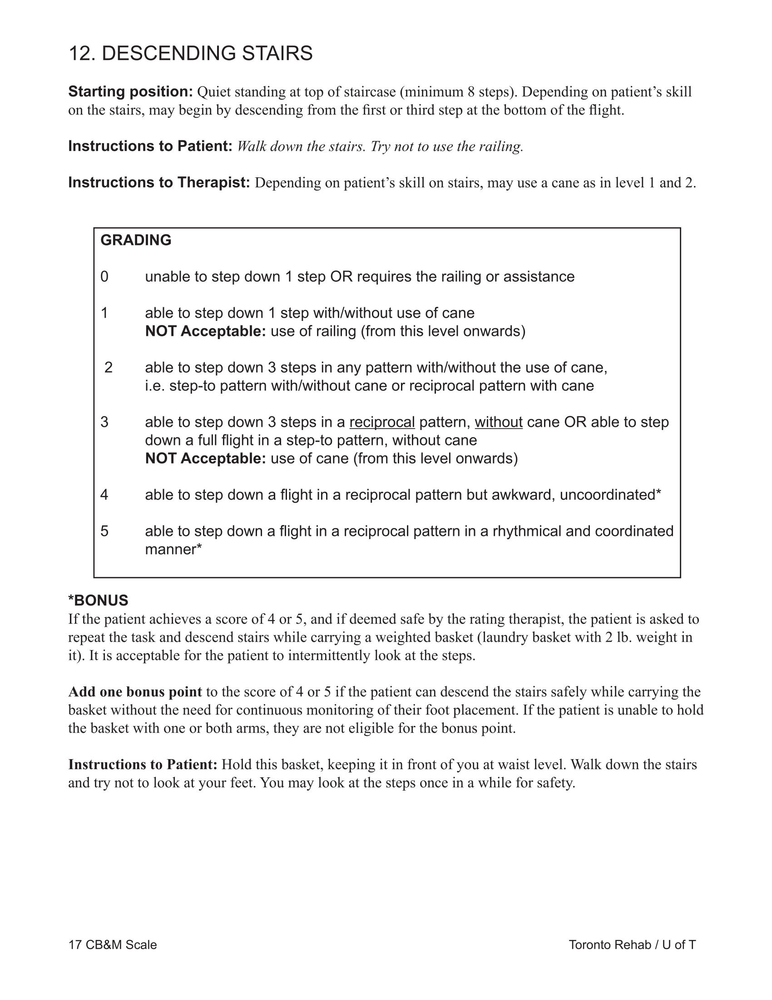 12. DESCENDING STAIRS
Starting position: Quiet standing at top of staircase (minimum 8 steps). Depending on patient’s skill
on the stairs, may begin by descending from the first or third step at the bottom of the flight.
Instructions to Patient: Walk down the stairs. Try not to use the railing.
Instructions to Therapist: Depending on patient’s skill on stairs, may use a cane as in level 1 and 2.
GRADING
0 unable to step down 1 step OR requires the railing or assistance
1 able to step down 1 step with/without use of cane
NOT Acceptable: use of railing (from this level onwards)
2 able to step down 3 steps in any pattern with/without the use of cane,
i.e. step-to pattern with/without cane or reciprocal pattern with cane
3 able to step down 3 steps in a reciprocal pattern, without cane OR able to step
down a full flight in a step-to pattern, without cane
NOT Acceptable: use of cane (from this level onwards)
4 able to step down a flight in a reciprocal pattern but awkward, uncoordinated*
5 able to step down a flight in a reciprocal pattern in a rhythmical and coordinated
manner*
*BONUS
If the patient achieves a score of 4 or 5, and if deemed safe by the rating therapist, the patient is asked to
repeat the task and descend stairs while carrying a weighted basket (laundry basket with 2 lb. weight in
it). It is acceptable for the patient to intermittently look at the steps.
Add one bonus point to the score of 4 or 5 if the patient can descend the stairs safely while carrying the
basket without the need for continuous monitoring of their foot placement. If the patient is unable to hold
the basket with one or both arms, they are not eligible for the bonus point.
Instructions to Patient: Hold this basket, keeping it in front of you at waist level. Walk down the stairs
and try not to look at your feet. You may look at the steps once in a while for safety.
17 CB&M Scale
Toronto Rehab / U of T